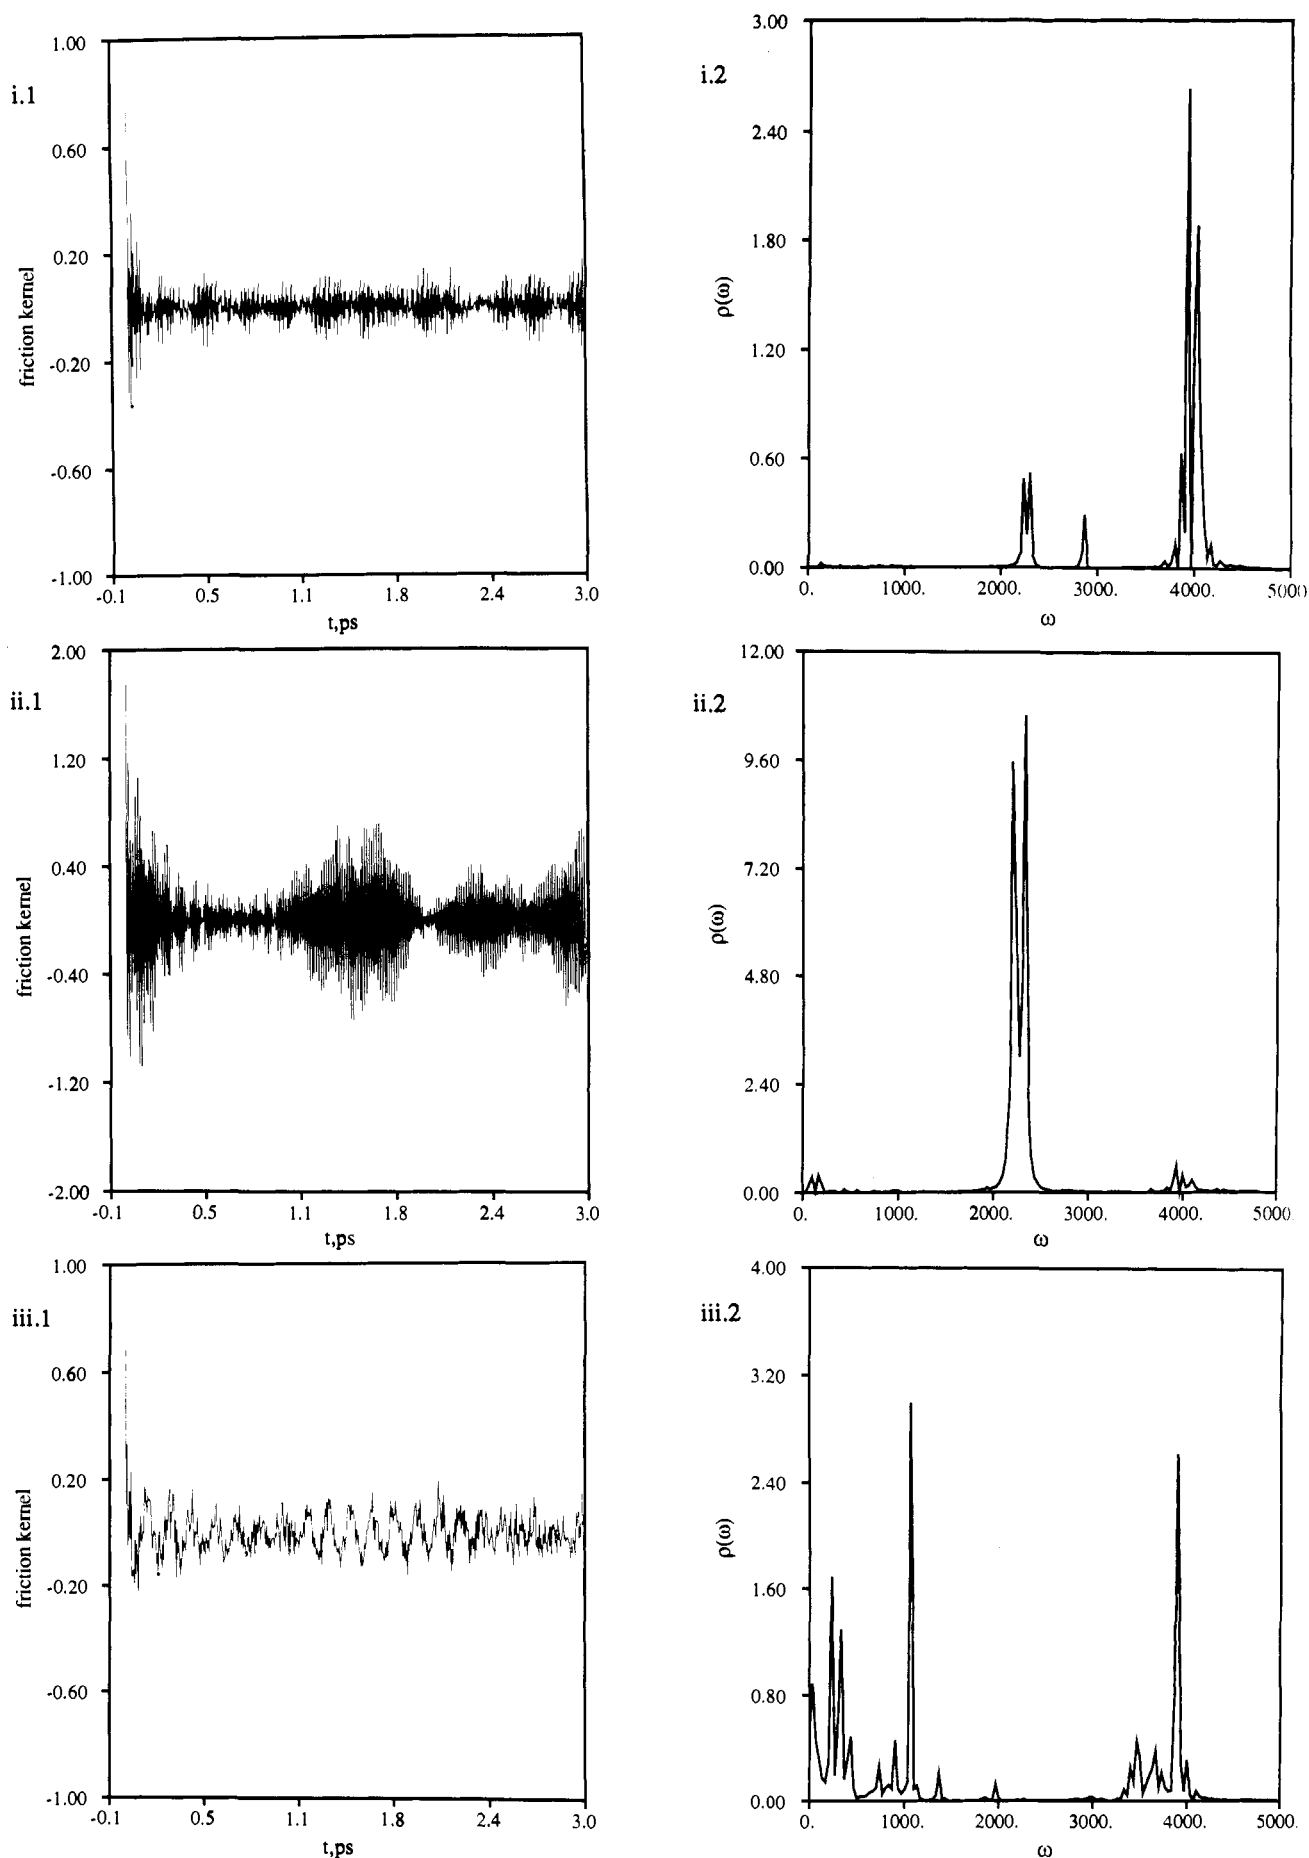 i.1
1.00
0.60
0.20
-0.20
-0.60
-1.00
friction kernel
-0.1 0.5 1.1 1.8 2.4 3.0
t,ps
i.2
3.00
2.40
1.80
1.20
0.60
0.00
ρ(ω)
0. 1000. 2000. 3000. 4000. 5000.
ω
ii.1
2.00
1.20
0.40
-0.40
-1.20
-2.00
friction kernel
-0.1 0.5 1.1 1.8 2.4 3.0
t,ps
ii.2
12.00
9.60
7.20
4.80
2.40
0.00
ρ(ω)
0. 1000. 2000. 3000. 4000. 5000.
ω
iii.1
1.00
0.60
0.20
-0.20
-0.60
-1.00
friction kernel
-0.1 0.5 1.1 1.8 2.4 3.0
t,ps
iii.2
4.00
3.20
2.40
1.60
0.80
0.00
ρ(ω)
0. 1000. 2000. 3000. 4000. 5000.
ω